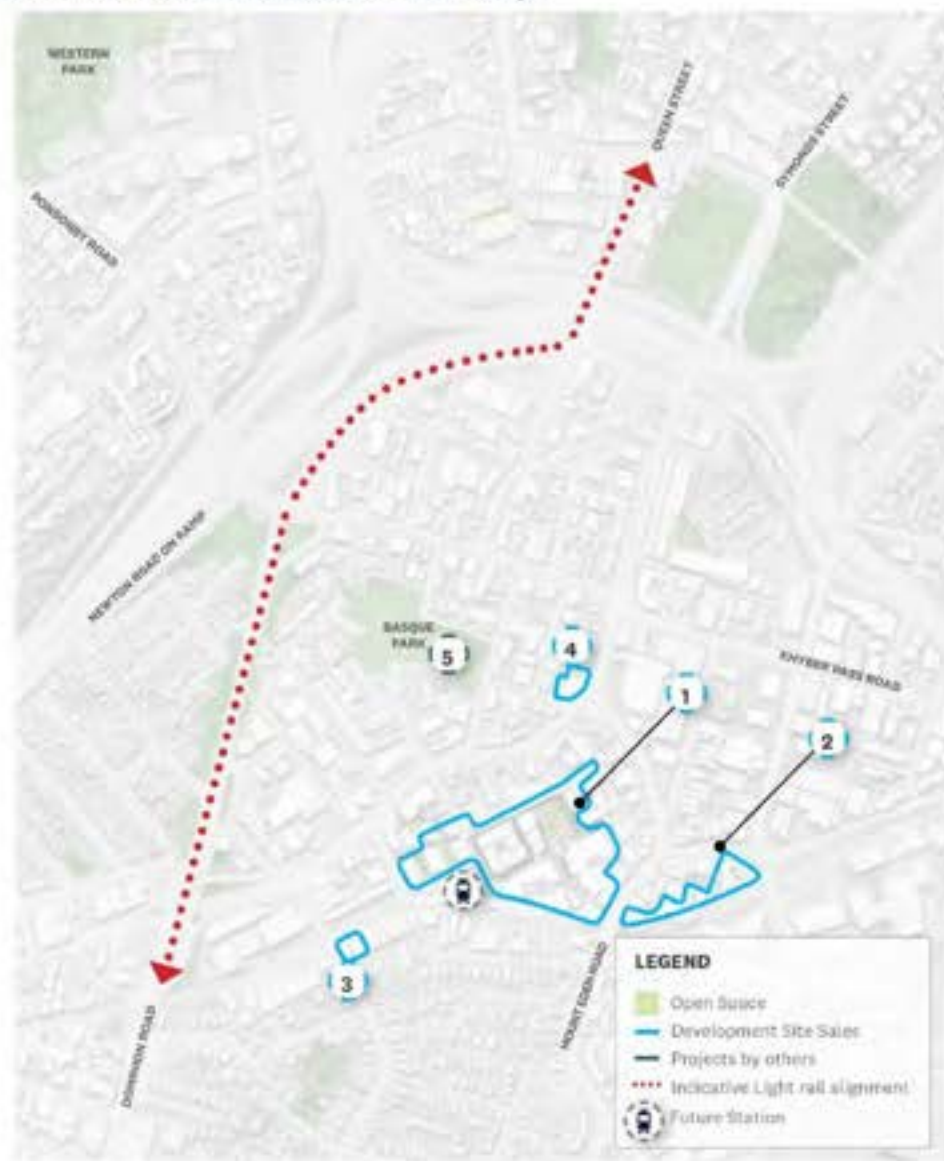 WESTERN
PARK
QUEEN STREET
SYMONDS STREET
PONSONBY ROAD
NEWTON ROAD ON RAMP
BASQUE
PARK
5
4
KHYBER PASS ROAD
1
2
3
MOUNT EDEN ROAD
DOMINION ROAD
LEGEND
Open Space
Development Site Sales
Projects by others
Indicative Light rail alignment
Future Station